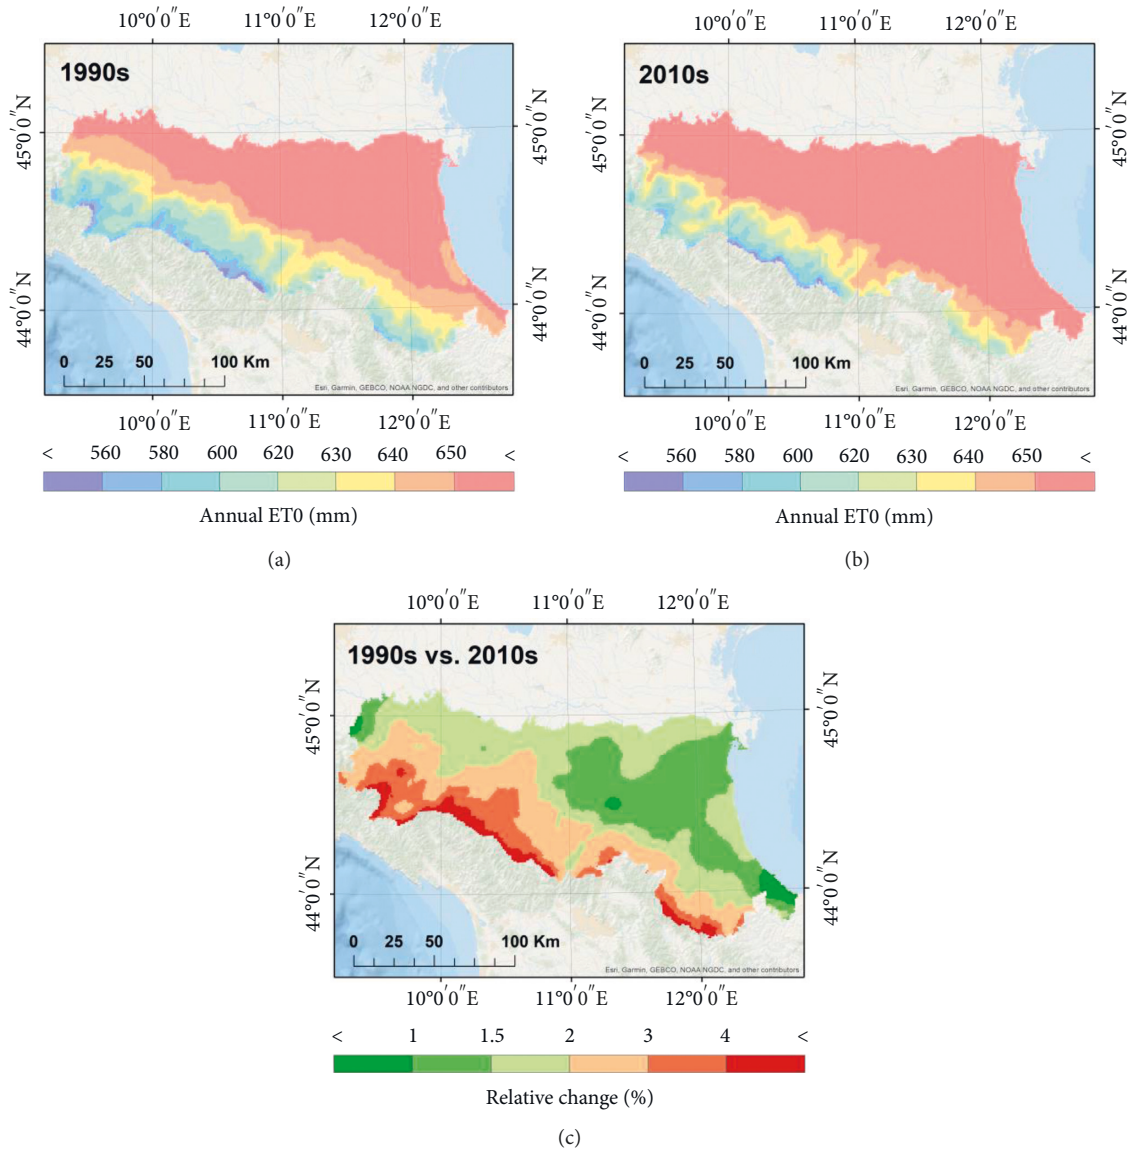 10°0′0″E 11°0′0″E 12°0′0″E
1990s
45°0′0″N
45°0′0″N
44°0′0″N
44°0′0″N
0 25 50 100 Km
Esri, Garmin, GEBCO, NOAA NGDC, and other contributors
10°0′0″E 11°0′0″E 12°0′0″E
< 560 580 600 620 630 640 650 <
Annual ET0 (mm)
(a)
10°0′0″E 11°0′0″E 12°0′0″E
2010s
45°0′0″N
45°0′0″N
44°0′0″N
44°0′0″N
0 25 50 100 Km
Esri, Garmin, GEBCO, NOAA NGDC, and other contributors
10°0′0″E 11°0′0″E 12°0′0″E
< 560 580 600 620 630 640 650 <
Annual ET0 (mm)
(b)
10°0′0″E 11°0′0″E 12°0′0″E
1990s vs. 2010s
45°0′0″N
45°0′0″N
44°0′0″N
44°0′0″N
0 25 50 100 Km
Esri, Garmin, GEBCO, NOAA NGDC, and other contributors
10°0′0″E 11°0′0″E 12°0′0″E
< 1 1.5 2 3 4 <
Relative change (%)
(c)